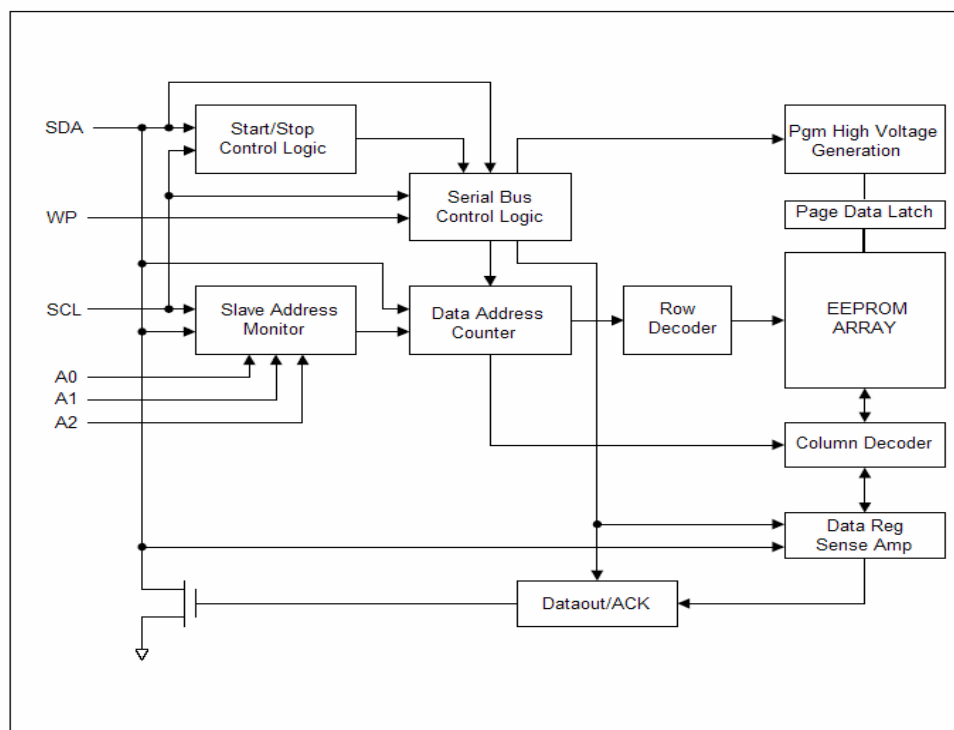 SDA
Start/Stop
Control Logic
Pgm High Voltage
Generation
WP
Serial Bus
Control Logic
Page Data Latch
SCL
Slave Address
Monitor
Data Address
Counter
Row
Decoder
EEPROM
ARRAY
A0
A1
A2
Column Decoder
Data Reg
Sense Amp
Dataout/ACK